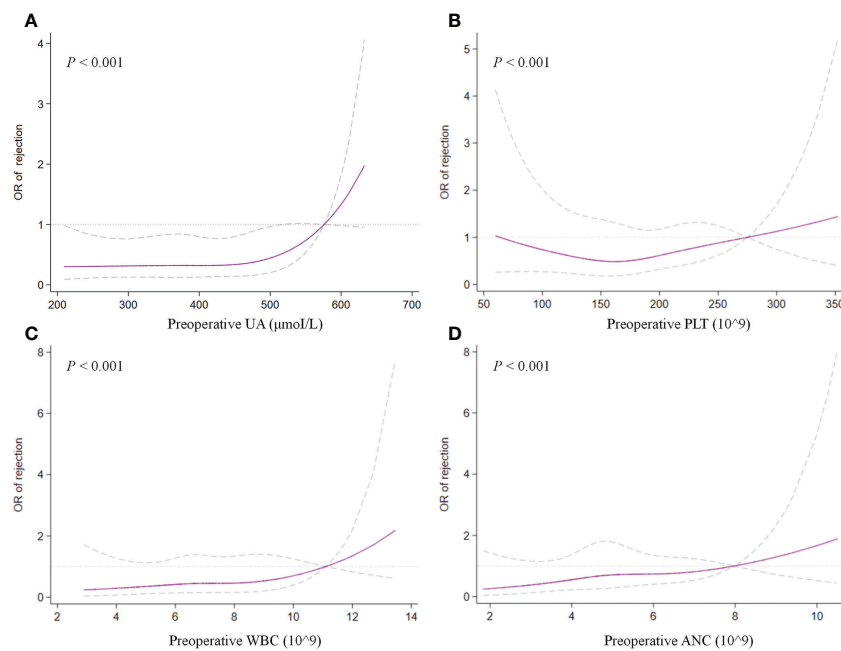 A
P < 0.001
OR of rejection
4
3
2
1
0
200 300 400 500 600 700
Preoperative UA (μmol/L)
B
P < 0.001
OR of rejection
5
4
3
2
1
0
50 100 150 200 250 300 350
Preoperative PLT (10^9)
C
P < 0.001
OR of rejection
8
6
4
2
0
2 4 6 8 10 12 14
Preoperative WBC (10^9)
D
P < 0.001
OR of rejection
8
6
4
2
0
2 4 6 8 10
Preoperative ANC (10^9)